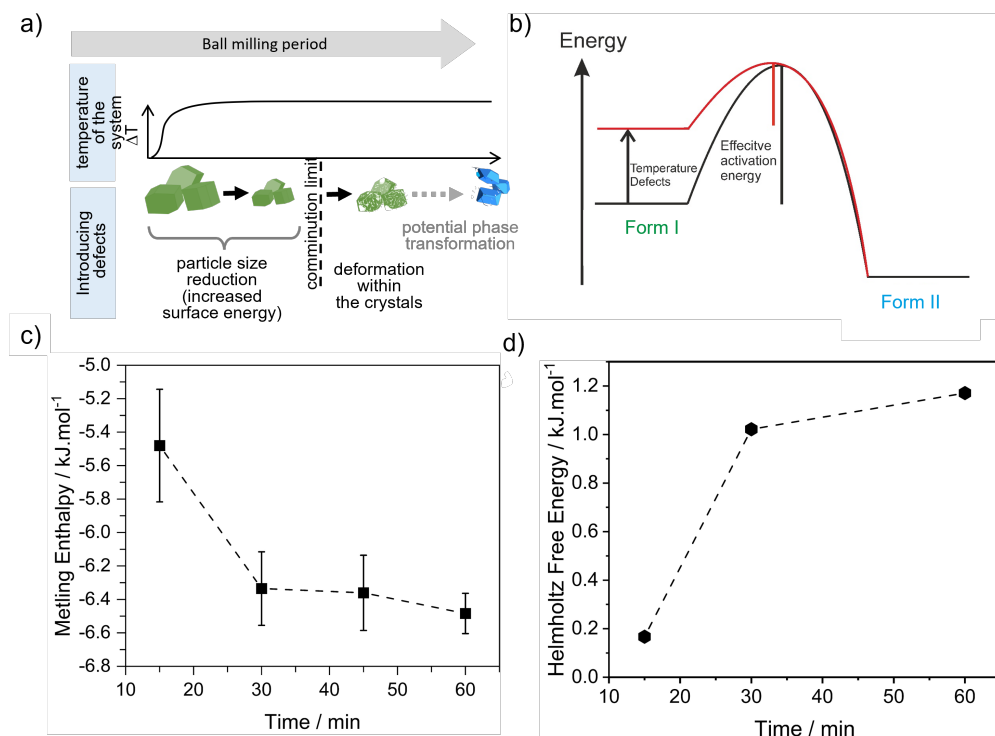 a)
Ball milling period
temperature
of the
system
ΔT
Introducing
defects
comminution limit
particle size
reduction
(increased
surface energy)
deformation
within
the crystals
potential phase
transformation
b)
Energy
Temperature
Defects
Effecitve
activation
energy
Form I
Form II
c)
-5.0
-5.2
-5.4
-5.6
-5.8
-6.0
-6.2
-6.4
-6.6
-6.8
Metling Enthalpy / kJ.mol⁻¹
10 20 30 40 50 60
Time / min
d)
1.2
1.0
0.8
0.6
0.4
0.2
0.0
Helmholtz Free Energy / kJ.mol⁻¹
10 20 30 40 50 60
Time / min